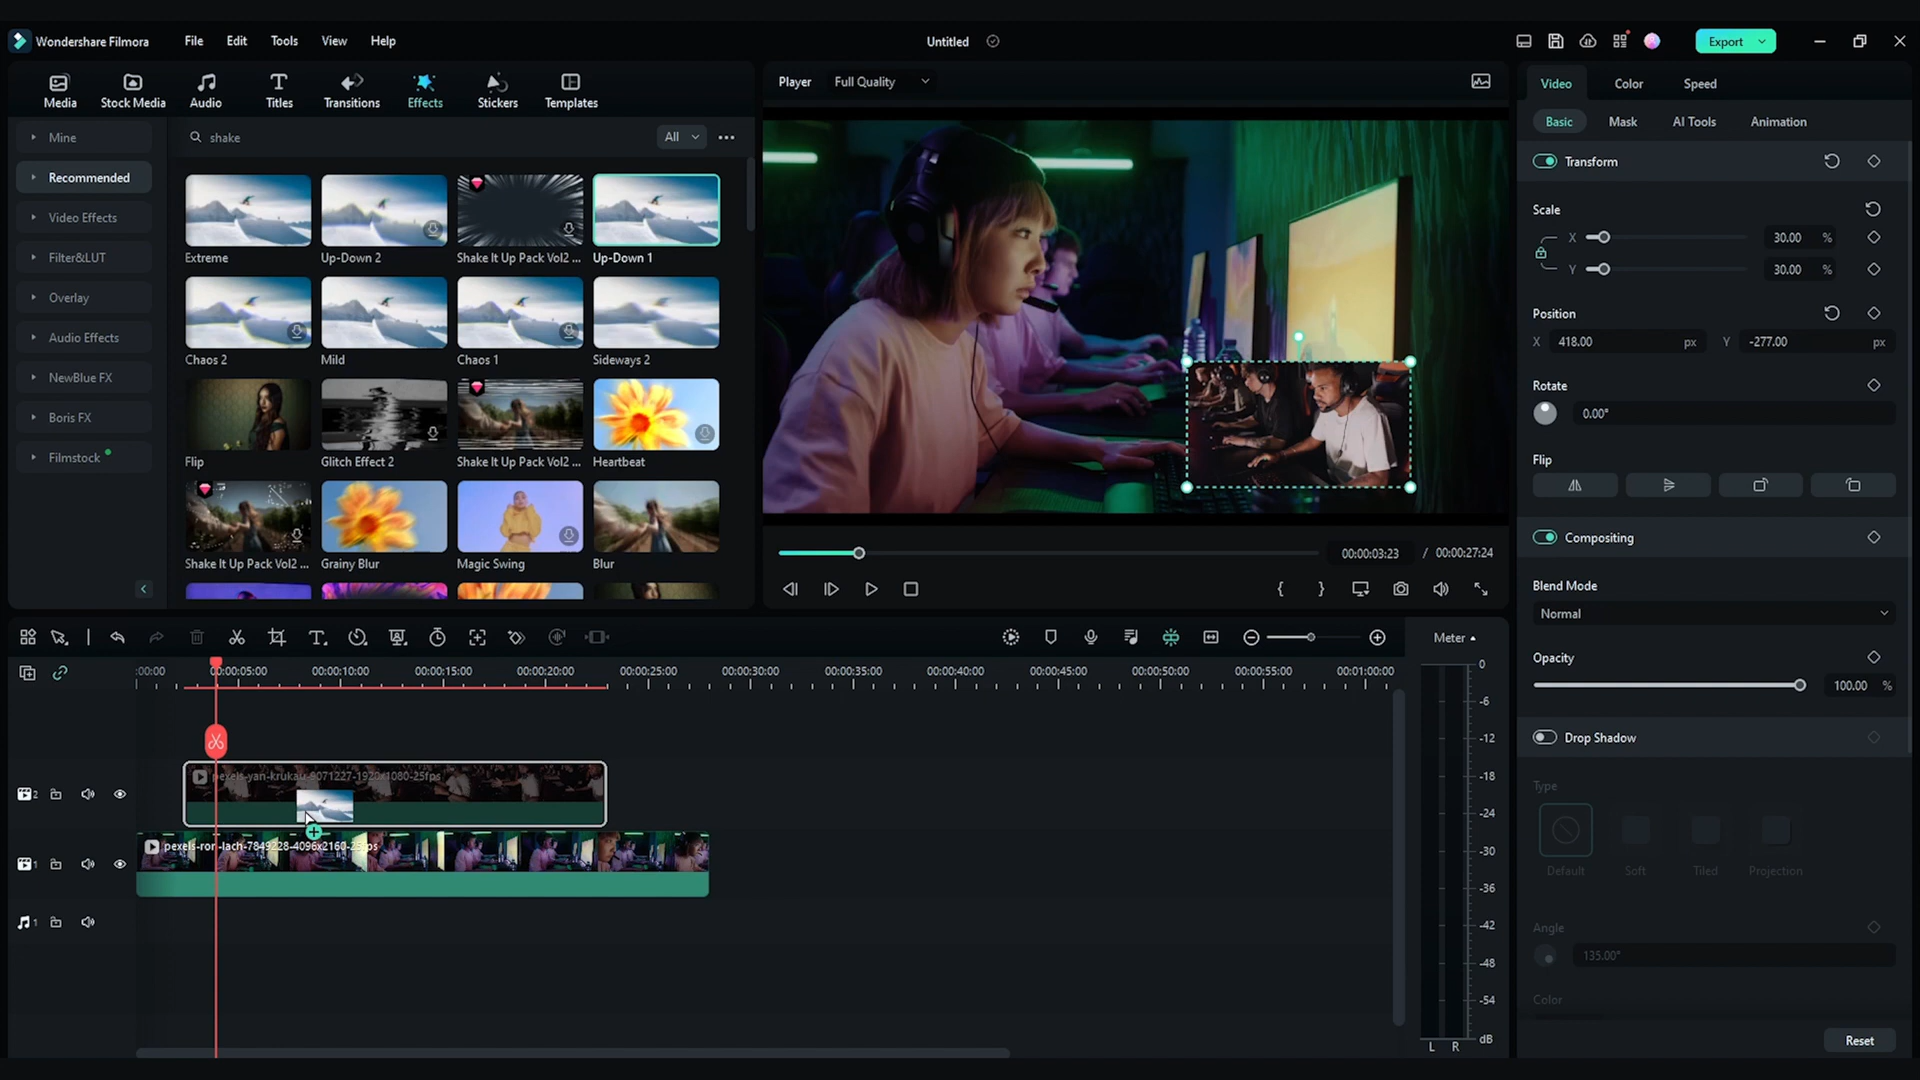 Wondershare Filmora
File
Edit
Tools
View
Help
Untitled
Export
Media
Stock Media
Audio
Titles
Transitions
Effects
Stickers
Templates
Player
Full Quality
Video
Color
Speed
Basic
Mask
AI Tools
Animation
Mine
Recommended
Video Effects
Filter&LUT
Overlay
Audio Effects
NewBlue FX
Boris FX
Filmstock
shake
All
Extreme
Up-Down 2
Shake It Up Pack Vol2 ...
Up-Down 1
Chaos 2
Mild
Chaos 1
Sideways 2
Flip
Glitch Effect 2
Shake It Up Pack Vol2 ...
Heartbeat
Shake It Up Pack Vol2 ...
Grainy Blur
Magic Swing
Blur
00:00:03:23 / 00:00:27:24
Transform
Scale
X 30.00 %
Y 30.00 %
Position
X 418.00 px Y -277.00 px
Rotate
0.00°
Flip
Compositing
Blend Mode
Normal
Opacity
100.00 %
Drop Shadow
Type
Default
Soft
Tiled
Projection
Angle
135.00°
Color
Reset
Meter
:00:00
00:00:05:00
00:00:10:00
00:00:15:00
00:00:20:00
00:00:25:00
00:00:30:00
00:00:35:00
00:00:40:00
00:00:45:00
00:00:50:00
00:00:55:00
00:01:00:00
2
pexels-yan-krukau-9071227-1920x1080-25fps
1
1
0
-6
-12
-18
-24
-30
-36
-42
-48
-54
dB
L R